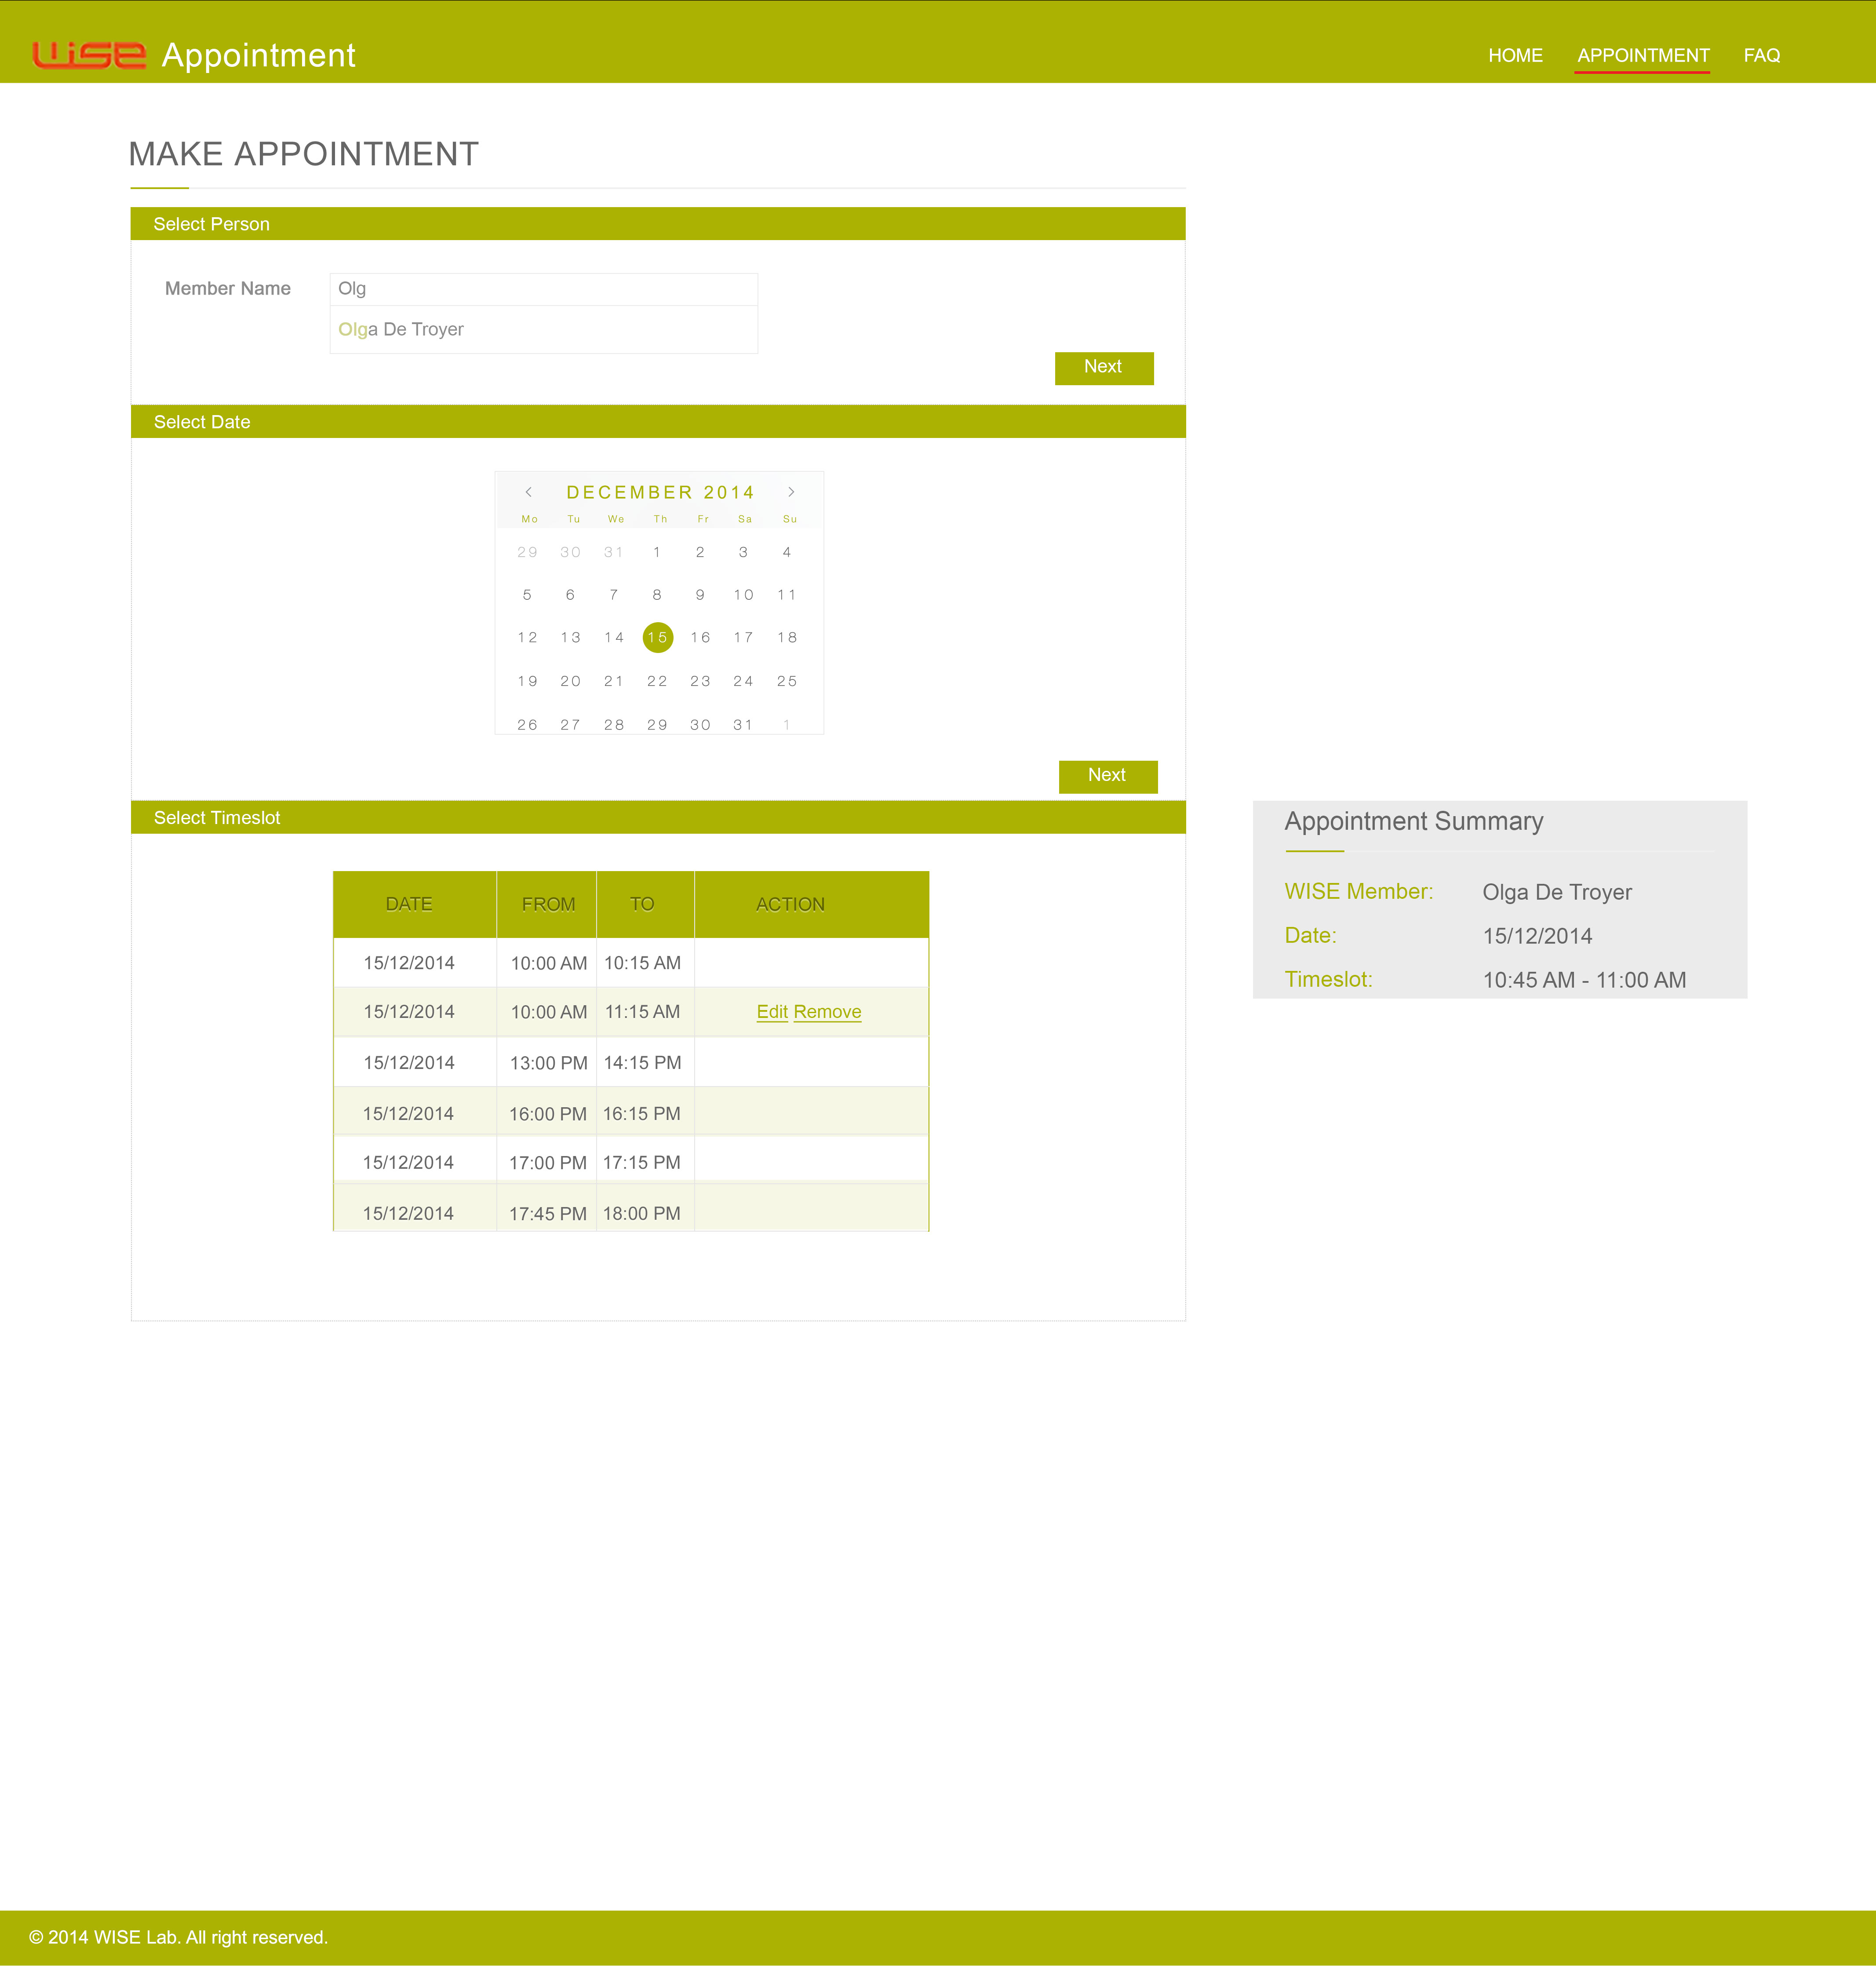 WiSE Appointment HOME APPOINTMENT FAQ
MAKE APPOINTMENT
Select Person
Member Name Olg
Olga De Troyer
Next
Select Date
DECEMBER 2014
Mo Tu We Th Fr Sa Su
29 30 31 1 2 3 4
5 6 7 8 9 10 11
12 13 14 15 16 17 18
19 20 21 22 23 24 25
26 27 28 29 30 31 1
Next
Select Timeslot
DATE FROM TO ACTION
15/12/2014 10:00 AM 10:15 AM
15/12/2014 10:00 AM 11:15 AM Edit Remove
15/12/2014 13:00 PM 14:15 PM
15/12/2014 16:00 PM 16:15 PM
15/12/2014 17:00 PM 17:15 PM
15/12/2014 17:45 PM 18:00 PM
Appointment Summary
WISE Member: Olga De Troyer
Date: 15/12/2014
Timeslot: 10:45 AM - 11:00 AM
© 2014 WISE Lab. All right reserved.